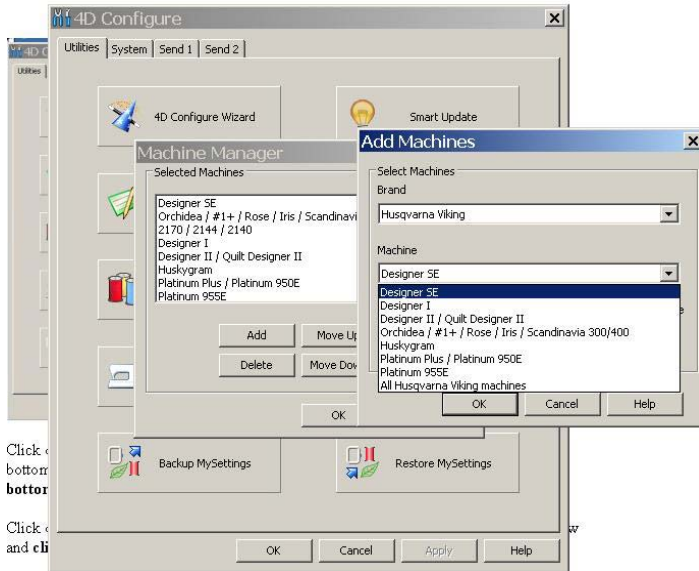 4D Configure
Utilities
System
Send 1
Send 2
4D C
Utilities
4D Configure Wizard
Smart Update
Machine Manager
Selected Machines
Designer SE
Orchidea / #1+ / Rose / Iris / Scandinavi
2170 / 2144 / 2140
Designer I
Designer II / Quilt Designer II
Huskygram
Platinum Plus / Platinum 950E
Platinum 955E
Add
Move Up
Delete
Move Dow
OK
Add Machines
Select Machines
Brand
Husqvarna Viking
Machine
Designer SE
Designer SE
Designer I
Designer II / Quilt Designer II
Orchidea / #1+ / Rose / Iris / Scandinavia 300/400
Huskygram
Platinum Plus / Platinum 950E
Platinum 955E
All Husqvarna Viking machines
OK
Cancel
Help
Backup MySettings
Restore MySettings
Click
bottom
bottor
Click
w
and cli
OK
Cancel
Apply
Help